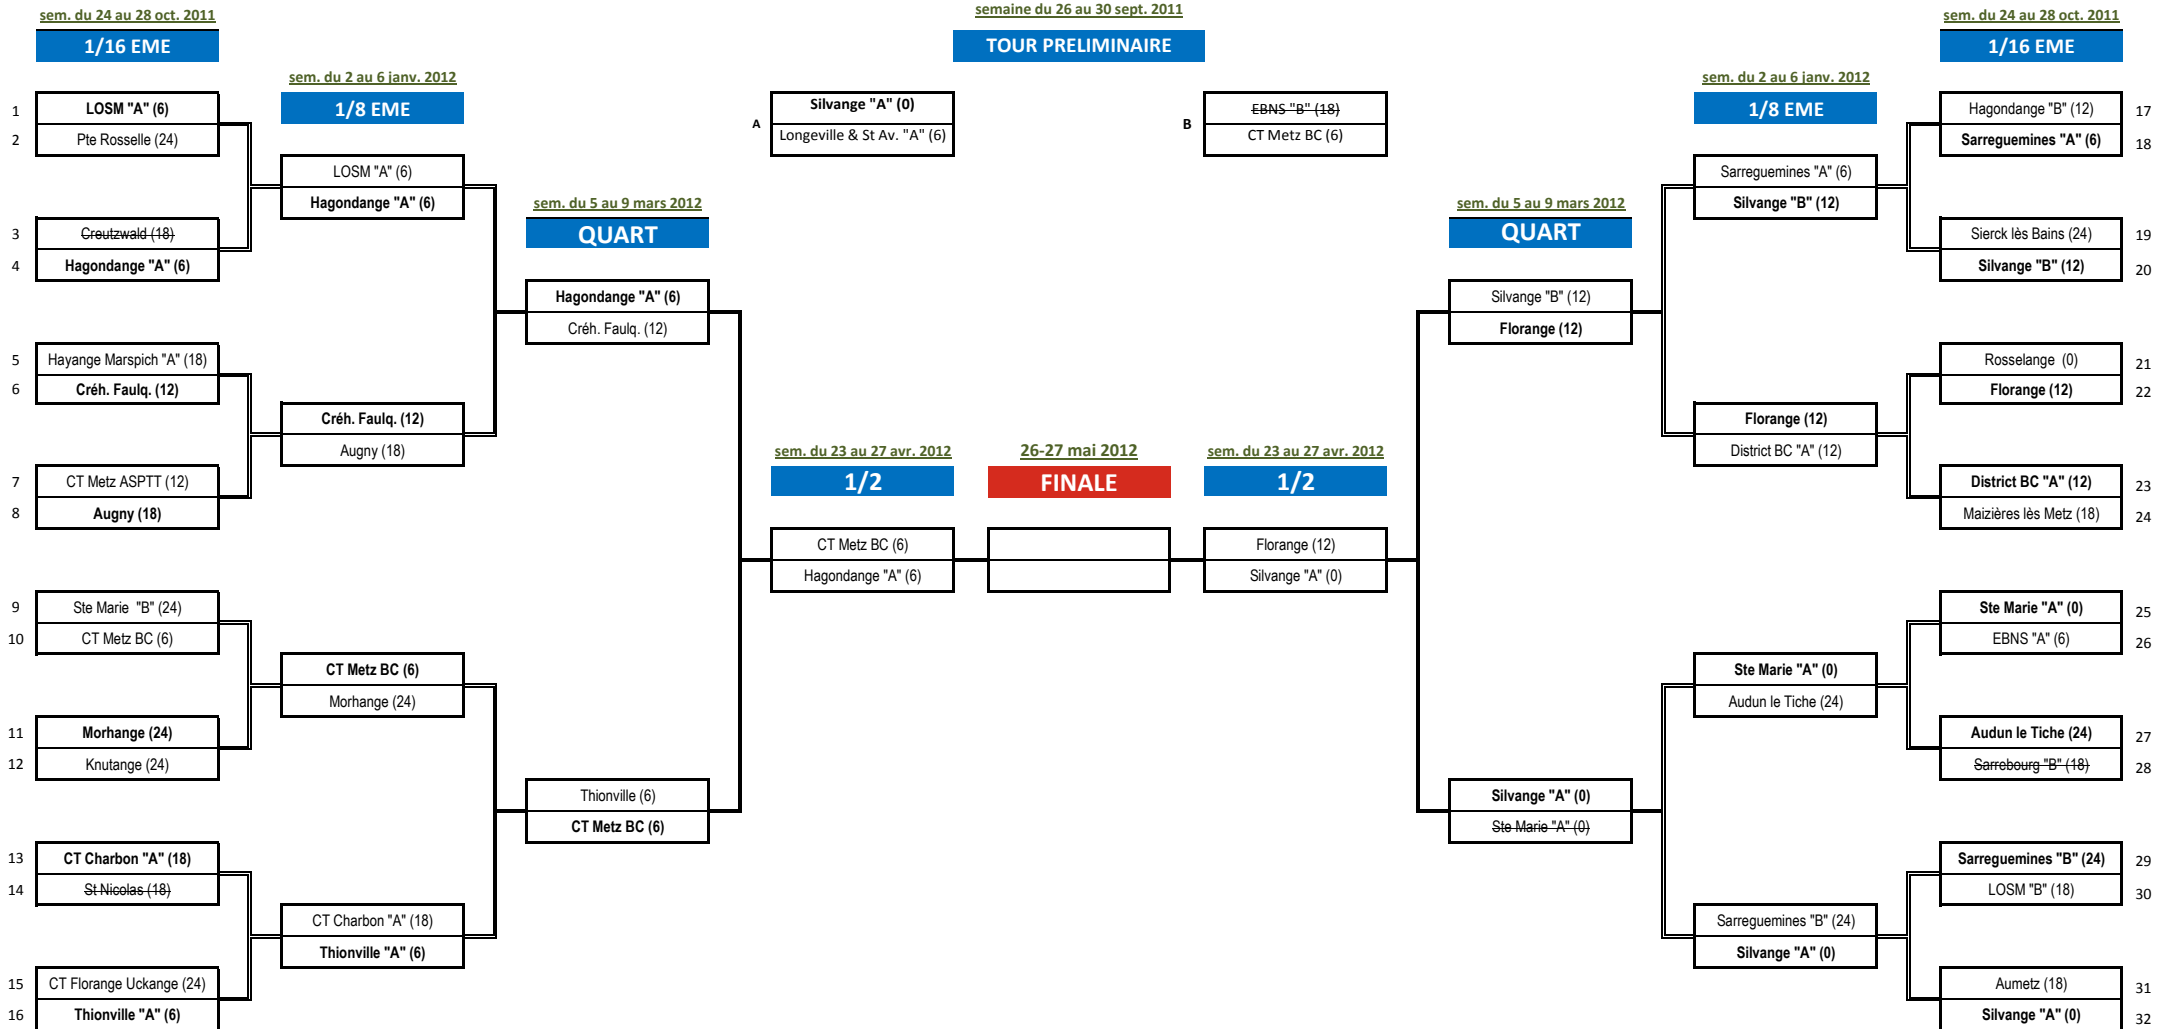 sem. du 24 au 28 oct. 2011
1/16 EME
sem. du 2 au 6 janv. 2012
1/8 EME
1
LOSM "A" (6)
2
Pte Rosselle (24)
3
Creutzwald (18)
4
Hagondange "A" (6)
5
Hayange Marspich "A" (18)
6
Créh. Faulq. (12)
7
CT Metz ASPTT (12)
8
Augny (18)
9
Ste Marie "B" (24)
10
CT Metz BC (6)
11
Morhange (24)
12
Knutange (24)
13
CT Charbon "A" (18)
14
St Nicolas (18)
15
CT Florange Uckange (24)
16
Thionville "A" (6)
LOSM "A" (6)
Hagondange "A" (6)
Créh. Faulq. (12)
Augny (18)
CT Metz BC (6)
Morhange (24)
CT Charbon "A" (18)
Thionville "A" (6)
sem. du 5 au 9 mars 2012
QUART
Hagondange "A" (6)
Créh. Faulq. (12)
Thionville (6)
CT Metz BC (6)
semaine du 26 au 30 sept. 2011
TOUR PRELIMINAIRE
A
Silvange "A" (0)
Longeville & St Av. "A" (6)
B
EBNS "B" (18)
CT Metz BC (6)
sem. du 23 au 27 avr. 2012
1/2
CT Metz BC (6)
Hagondange "A" (6)
26-27 mai 2012
FINALE
sem. du 23 au 27 avr. 2012
1/2
Florange (12)
Silvange "A" (0)
sem. du 5 au 9 mars 2012
QUART
Silvange "B" (12)
Florange (12)
Silvange "A" (0)
Ste Marie "A" (0)
sem. du 2 au 6 janv. 2012
1/8 EME
Sarreguemines "A" (6)
Silvange "B" (12)
Florange (12)
District BC "A" (12)
Ste Marie "A" (0)
Audun le Tiche (24)
Sarreguemines "B" (24)
Silvange "A" (0)
sem. du 24 au 28 oct. 2011
1/16 EME
Hagondange "B" (12)
17
Sarreguemines "A" (6)
18
Sierck lès Bains (24)
19
Silvange "B" (12)
20
Rosselange (0)
21
Florange (12)
22
District BC "A" (12)
23
Maizières lès Metz (18)
24
Ste Marie "A" (0)
25
EBNS "A" (6)
26
Audun le Tiche (24)
27
Sarrebourg "B" (18)
28
Sarreguemines "B" (24)
29
LOSM "B" (18)
30
Aumetz (18)
31
Silvange "A" (0)
32